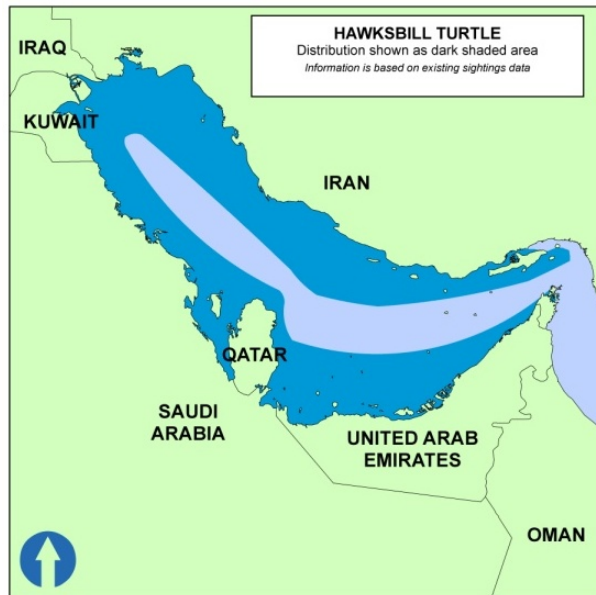 HAWKSBILL TURTLE
Distribution shown as dark shaded area
Information is based on existing sightings data
IRAQ
KUWAIT
IRAN
QATAR
SAUDI
ARABIA
UNITED ARAB
EMIRATES
OMAN